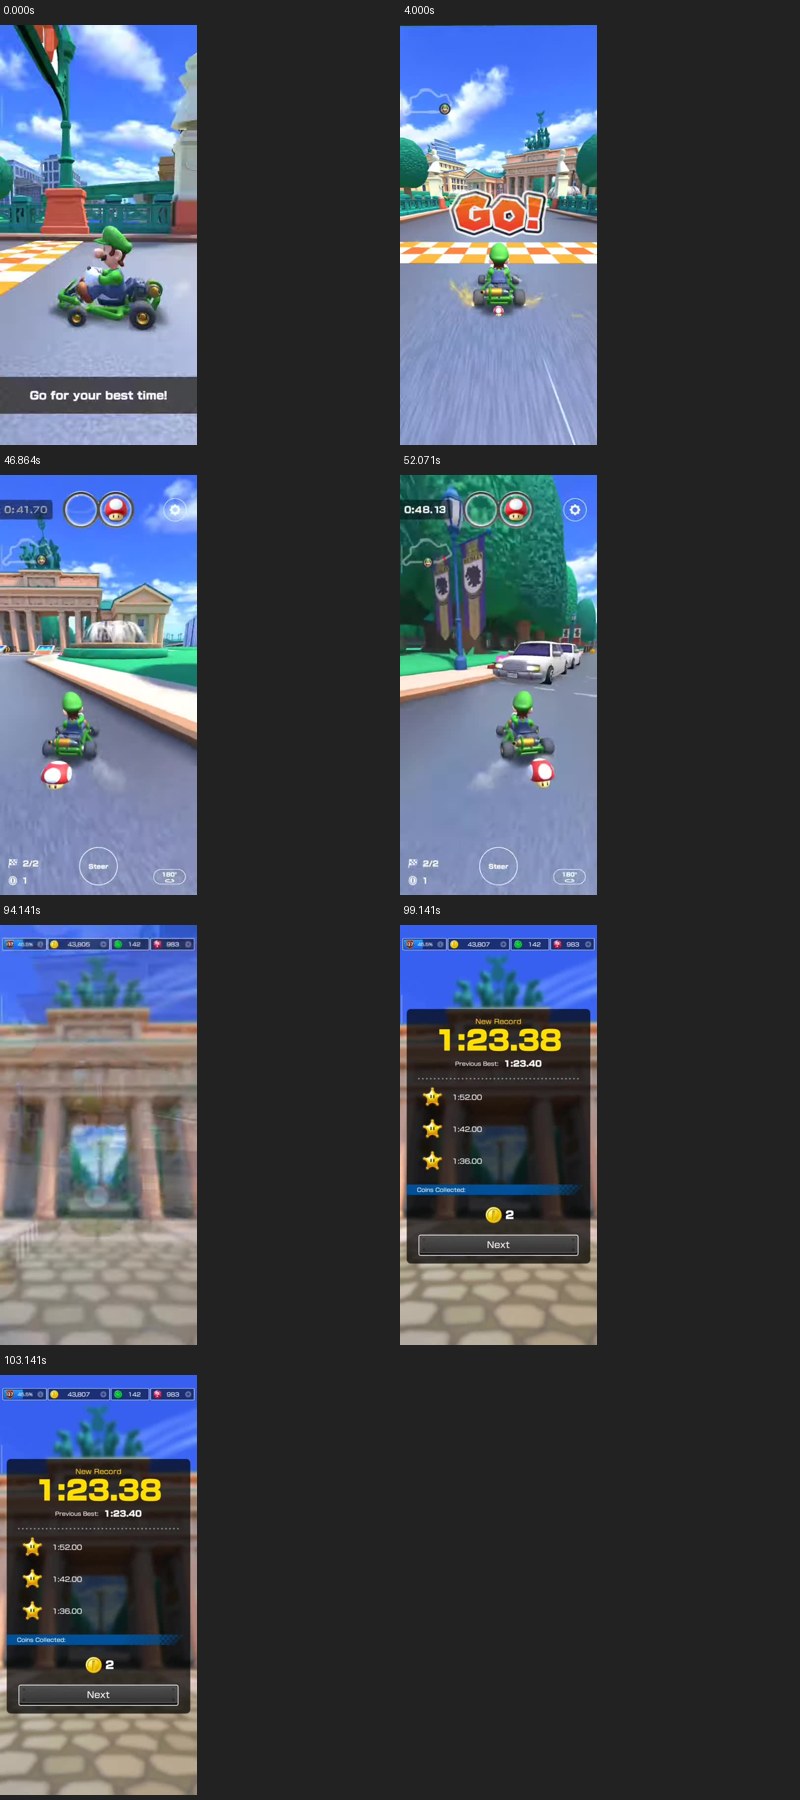 0.000s
4.000s
Go for your best time!
GO!
46.864s
52.071s
0:41.70
0:48.13
2/2
Steer
180°
1
2/2
Steer
180°
1
94.141s
99.141s
43,805
142
983
43,807
142
983
New Record
1:23.38
Previous Best: 1:23.40
1:52.00
1:42.00
1:36.00
Coins Collected:
2
Next
103.141s
43,807
142
983
New Record
1:23.38
Previous Best: 1:23.40
1:52.00
1:42.00
1:36.00
Coins Collected:
2
Next